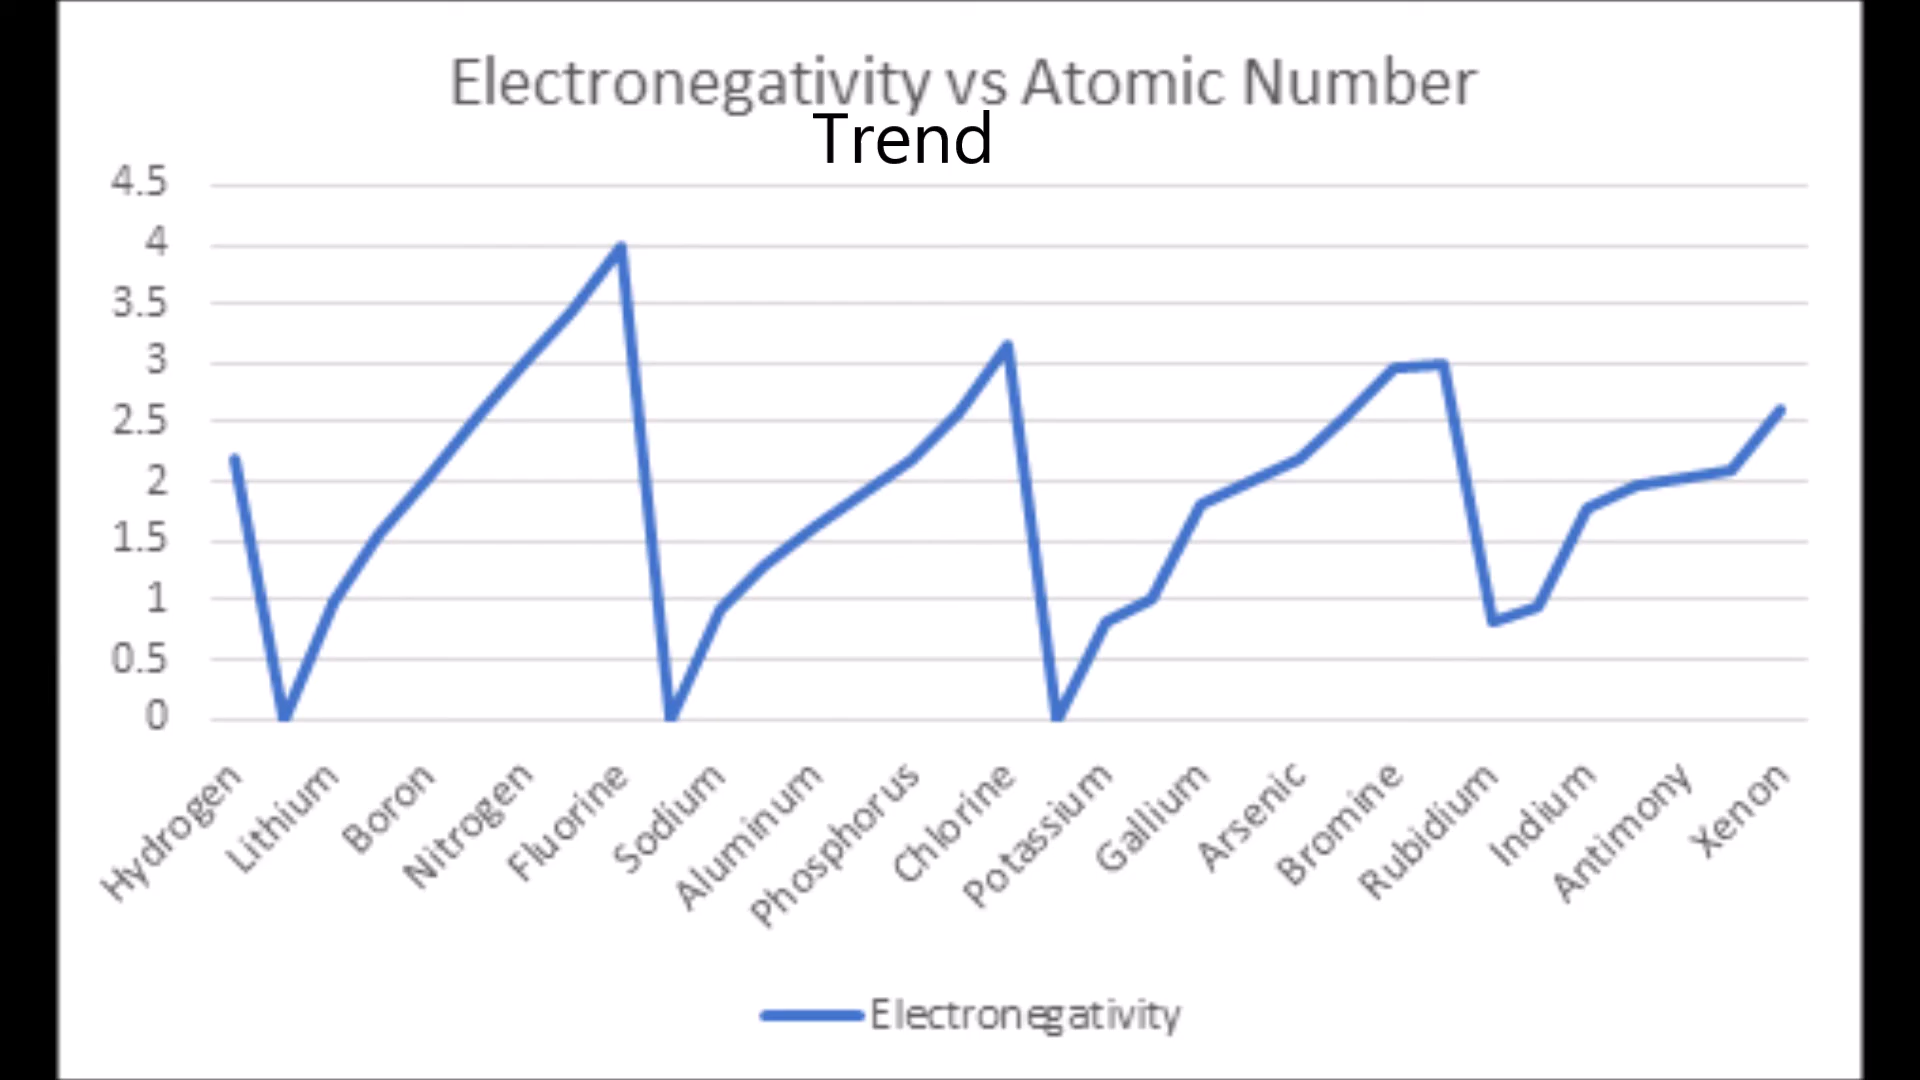 Electronegativity vs Atomic Number
Trend
4.5
4
3.5
3
2.5
2
1.5
1
0.5
0
Hydrogen
Lithium
Boron
Nitrogen
Fluorine
Sodium
Aluminum
Phosphorus
Chlorine
Potassium
Gallium
Arsenic
Bromine
Rubidium
Indium
Antimony
Xenon
Electronegativity